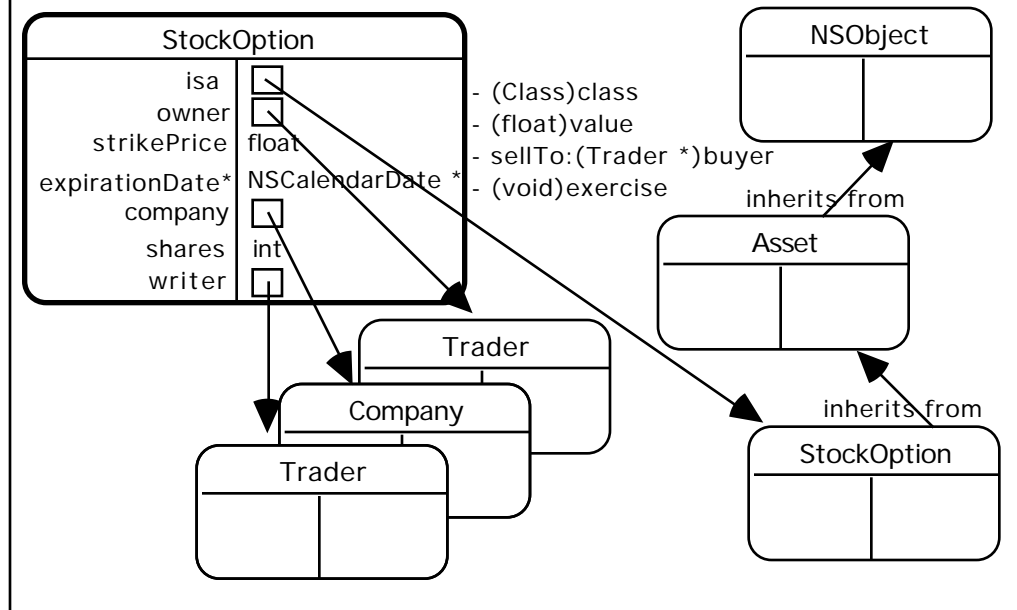 StockOption
isa
owner
strikePrice float
expirationDate* NSCalendarDate *
company
shares int
writer
- (Class)class
- (float)value
- sellTo:(Trader *)buyer
- (void)exercise
NSObject
inherits from
Asset
inherits from
StockOption
Trader
Company
Trader